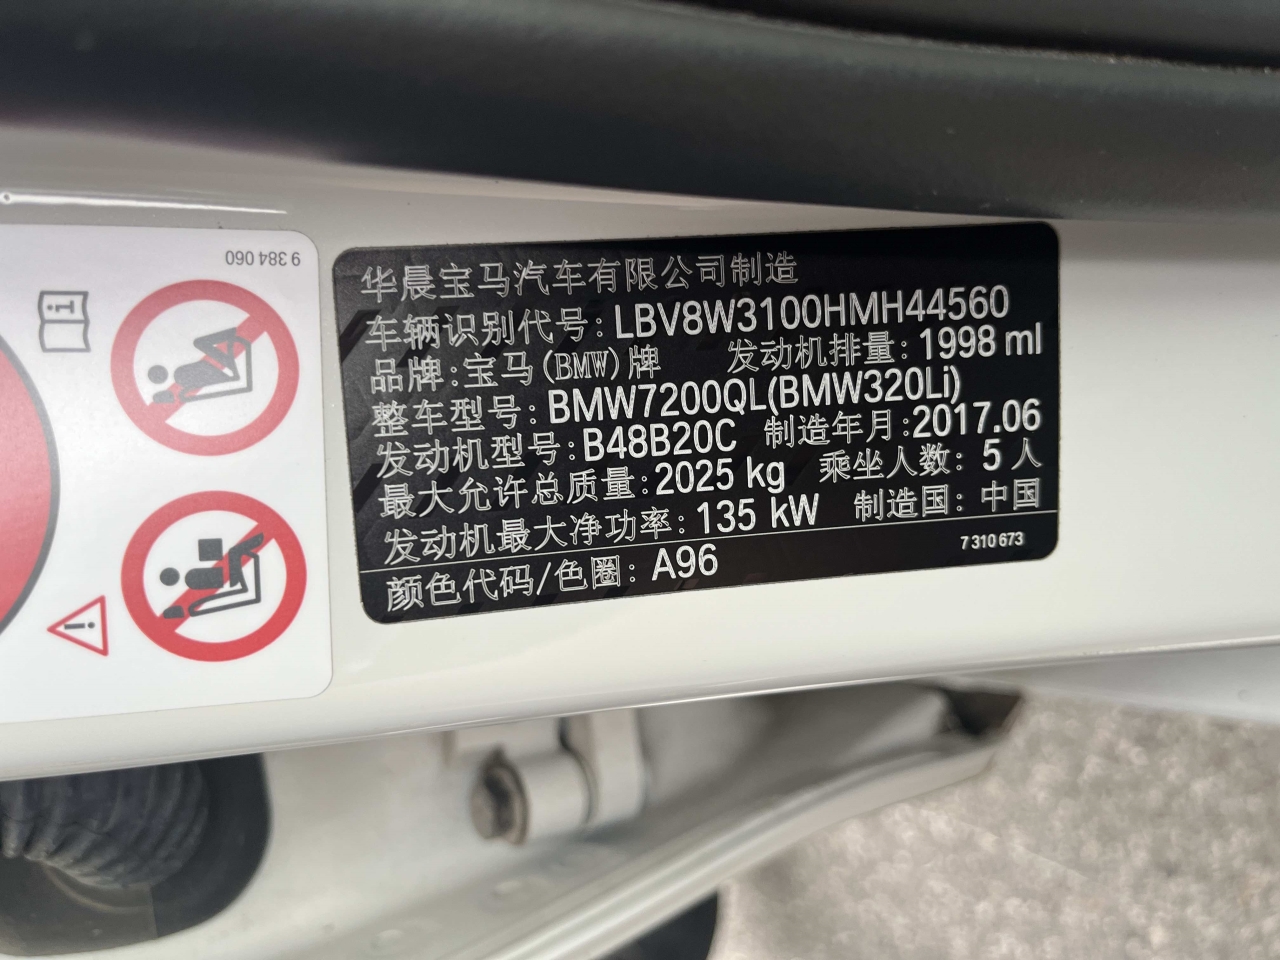 9 384 060
华晨宝马汽车有限公司制造
车辆识别代号: LBV8W3100HMH44560
品牌:宝马(BMW)牌 发动机排量: 1998 ml
整车型号: BMW7200QL(BMW320Li)
发动机型号: B48B20C 制造年月:2017.06
最大允许总质量:2025 kg 乘坐人数: 5 人
发动机最大净功率: 135 kW 制造国: 中国
颜色代码/色圈: A96 7 310 673